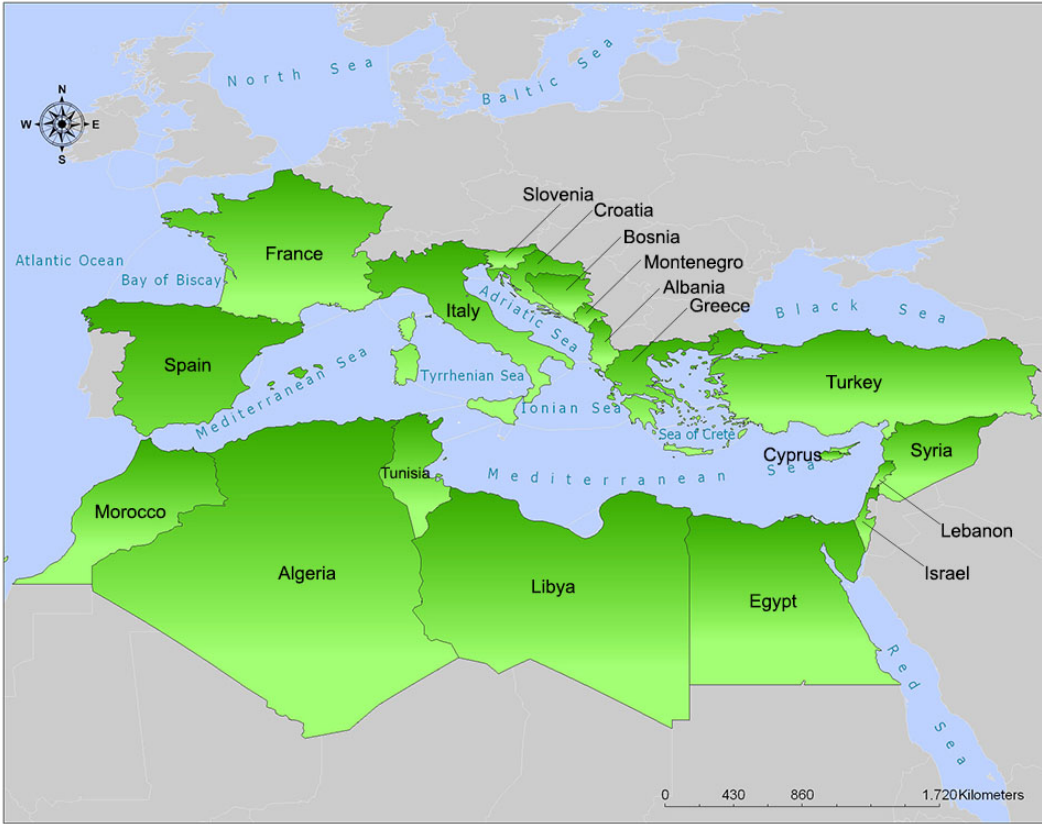 North Sea
Baltic Sea
N
W
E
S
Slovenia
Croatia
Bosnia
Montenegro
Albania
Greece
France
Atlantic Ocean
Bay of Biscay
Italy
Adriatic Sea
Black Sea
Spain
Mediterranean Sea
Tyrrhenian Sea
Turkey
Ionian Sea
Sea of Crete
Cyprus
Syria
Tunisia
Mediterranean Sea
Morocco
Lebanon
Algeria
Libya
Israel
Egypt
Red Sea
0 430 860 1.720 Kilometers